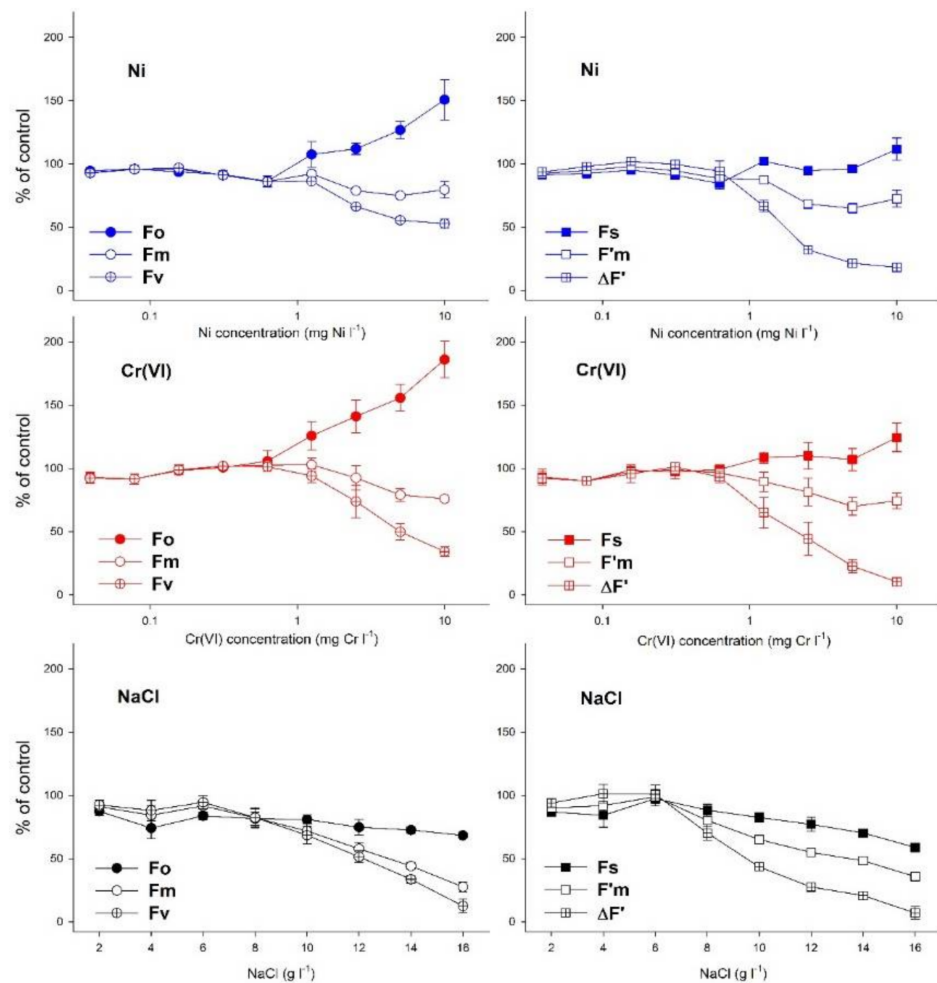 200
150
100
50
0
% of control
Ni
Fo
Fm
Fv
0.1
1
10
Ni concentration (mg Ni l⁻¹)
200
150
100
50
0
Ni
Fs
F'm
ΔF'
0.1
1
10
Ni concentration (mg Ni l⁻¹)
200
150
100
50
0
% of control
Cr(VI)
Fo
Fm
Fv
0.1
1
10
Cr(VI) concentration (mg Cr l⁻¹)
200
150
100
50
0
Cr(VI)
Fs
F'm
ΔF'
0.1
1
10
Cr(VI) concentration (mg Cr l⁻¹)
200
150
100
50
0
% of control
NaCl
Fo
Fm
Fv
2 4 6 8 10 12 14 16
NaCl (g l⁻¹)
200
150
100
50
0
NaCl
Fs
F'm
ΔF'
2 4 6 8 10 12 14 16
NaCl (g l⁻¹)